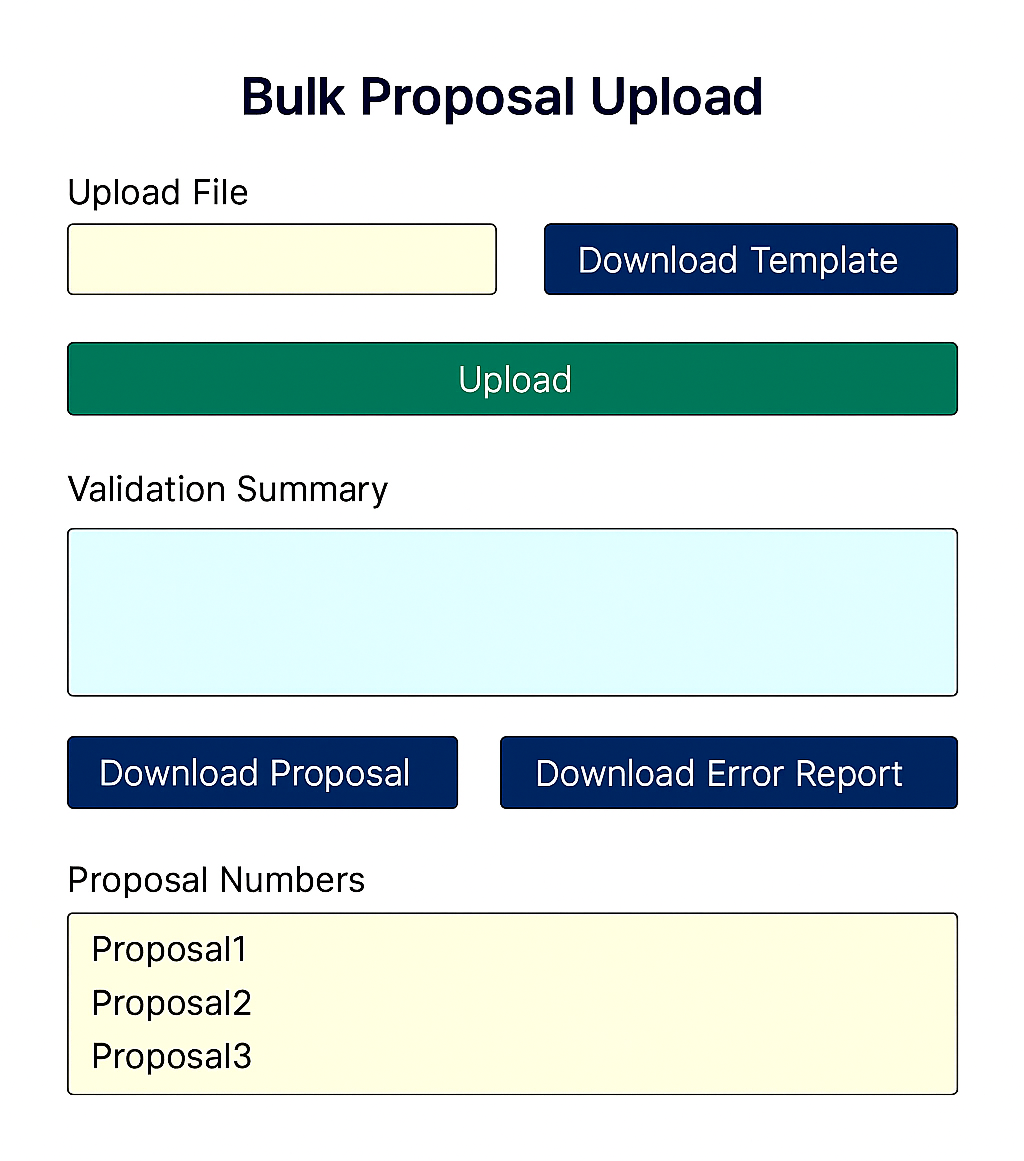 Bulk Proposal Upload
Upload File
Download Template
Upload
Validation Summary
Download Proposal
Download Error Report
Proposal Numbers
Proposal1
Proposal2
Proposal3